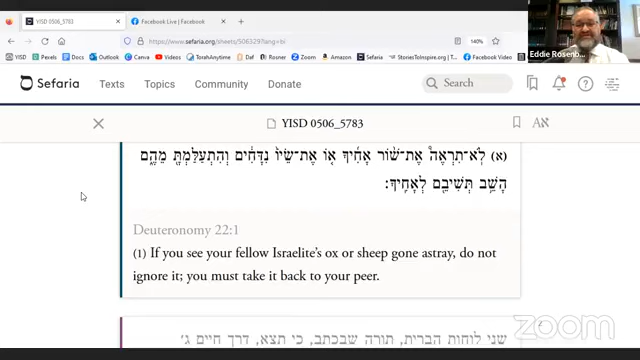 YISD 0506_5783
Facebook Live | Facebook
https://www.sefaria.org/sheets/506329?lang=bi
140%
YISD Pevels Docs Outlook Canva Videos TorahAny Daf Rosner Zoom Amazon Sefaria StoriesToInspire.org Facebook Video
Eddie Rosenb
Sefaria Texts Topics Community Donate Search
YISD 0506_5783
(א) לֹֽא־תִרְאֶה֩ אֶת־שׁ֨וֹר אָחִ֜יךָ א֤וֹ אֶת־שֵׂיוֹ֙ נִדָּחִ֔ים וְהִתְעַלַּמְתָּ֖ מֵהֶ֑ם
הָשֵׁ֥ב תְּשִׁיבֵ֖ם לְאָחִֽיךָ׃
Deuteronomy 22:1
(1) If you see your fellow Israelite’s ox or sheep gone astray, do not
ignore it; you must take it back to your peer.
שני לוחות הברית, תורה שבכתב, כי תצא, דרך חיים ג׳
zoom